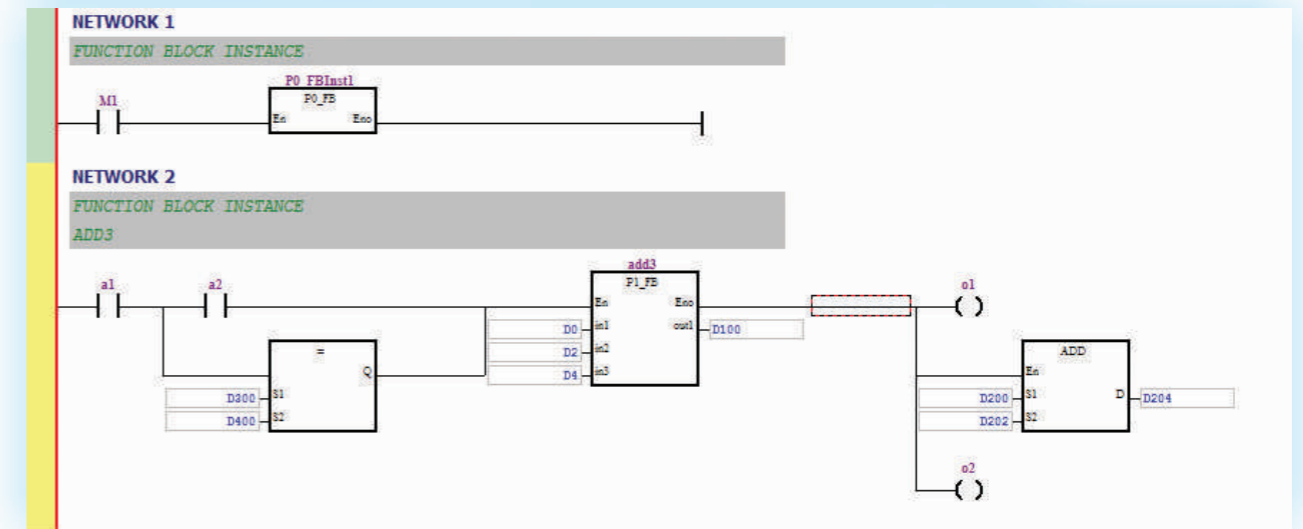 NETWORK 1
FUNCTION BLOCK INSTANCE
P0_FBInst1
M1
P0_FB
En Eno
NETWORK 2
FUNCTION BLOCK INSTANCE
ADD3
add3
a1 a2 P1_FB o1
En Eno
D0 in1 out1 D100
D2 in2
D4 in3
= ADD
Q En
D300 S1 D200 S1 D D204
D400 S2 D202 S2
o2